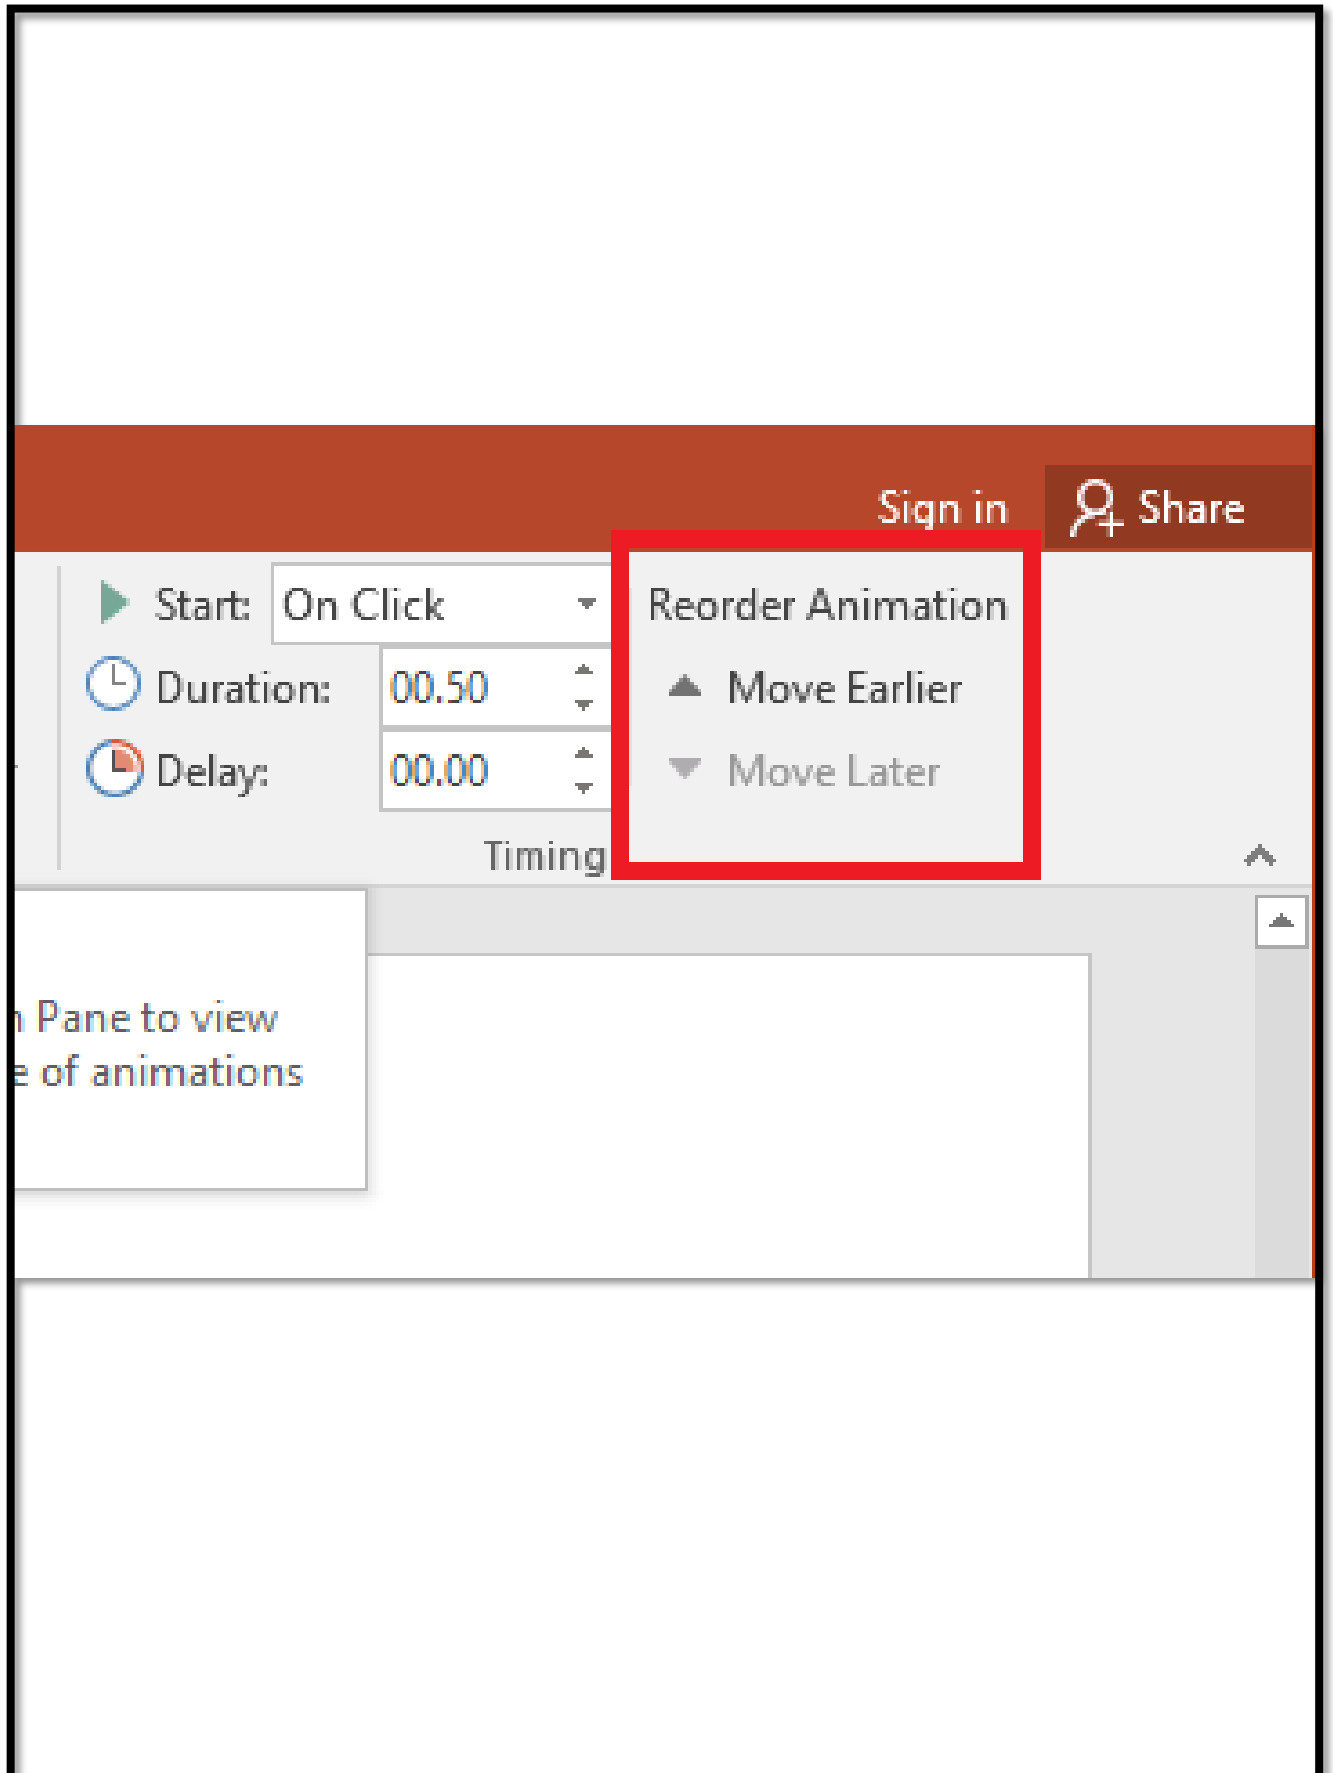 Sign in Share
Start: On Click Reorder Animation
Duration: 00.50 Move Earlier
Delay: 00.00 Move Later
Timing
Pane to view
of animations